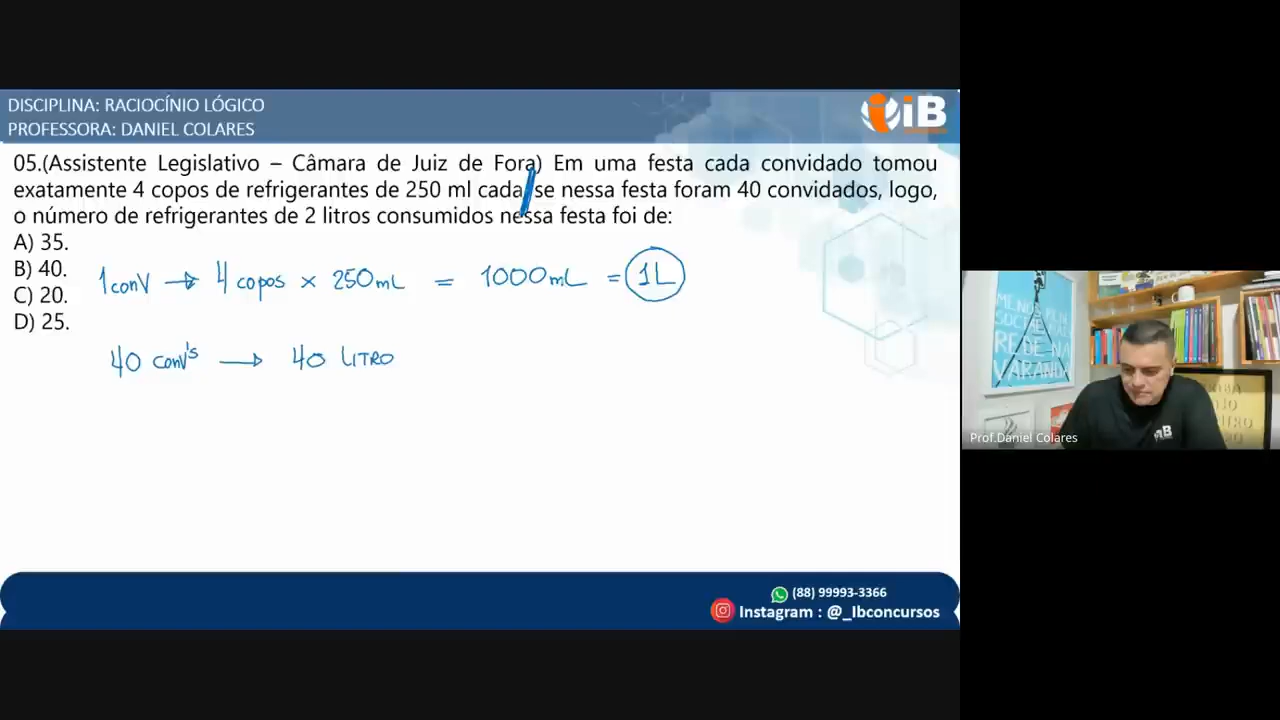 DISCIPLINA: RACIOCÍNIO LÓGICO
PROFESSORA: DANIEL COLARES
iB
05.(Assistente Legislativo – Câmara de Juiz de Fora) Em uma festa cada convidado tomou
exatamente 4 copos de refrigerantes de 250 ml cada, se nessa festa foram 40 convidados, logo,
o número de refrigerantes de 2 litros consumidos nessa festa foi de:
A) 35.
B) 40.
C) 20.
D) 25.
1 conV → 4 copos × 250mL = 1000mL = 1L
40 conV's → 40 LITRO
(88) 99993-3366
Instagram : @_Ibconcursos
REDE NA
VARANDA
Prof.Daniel Colares